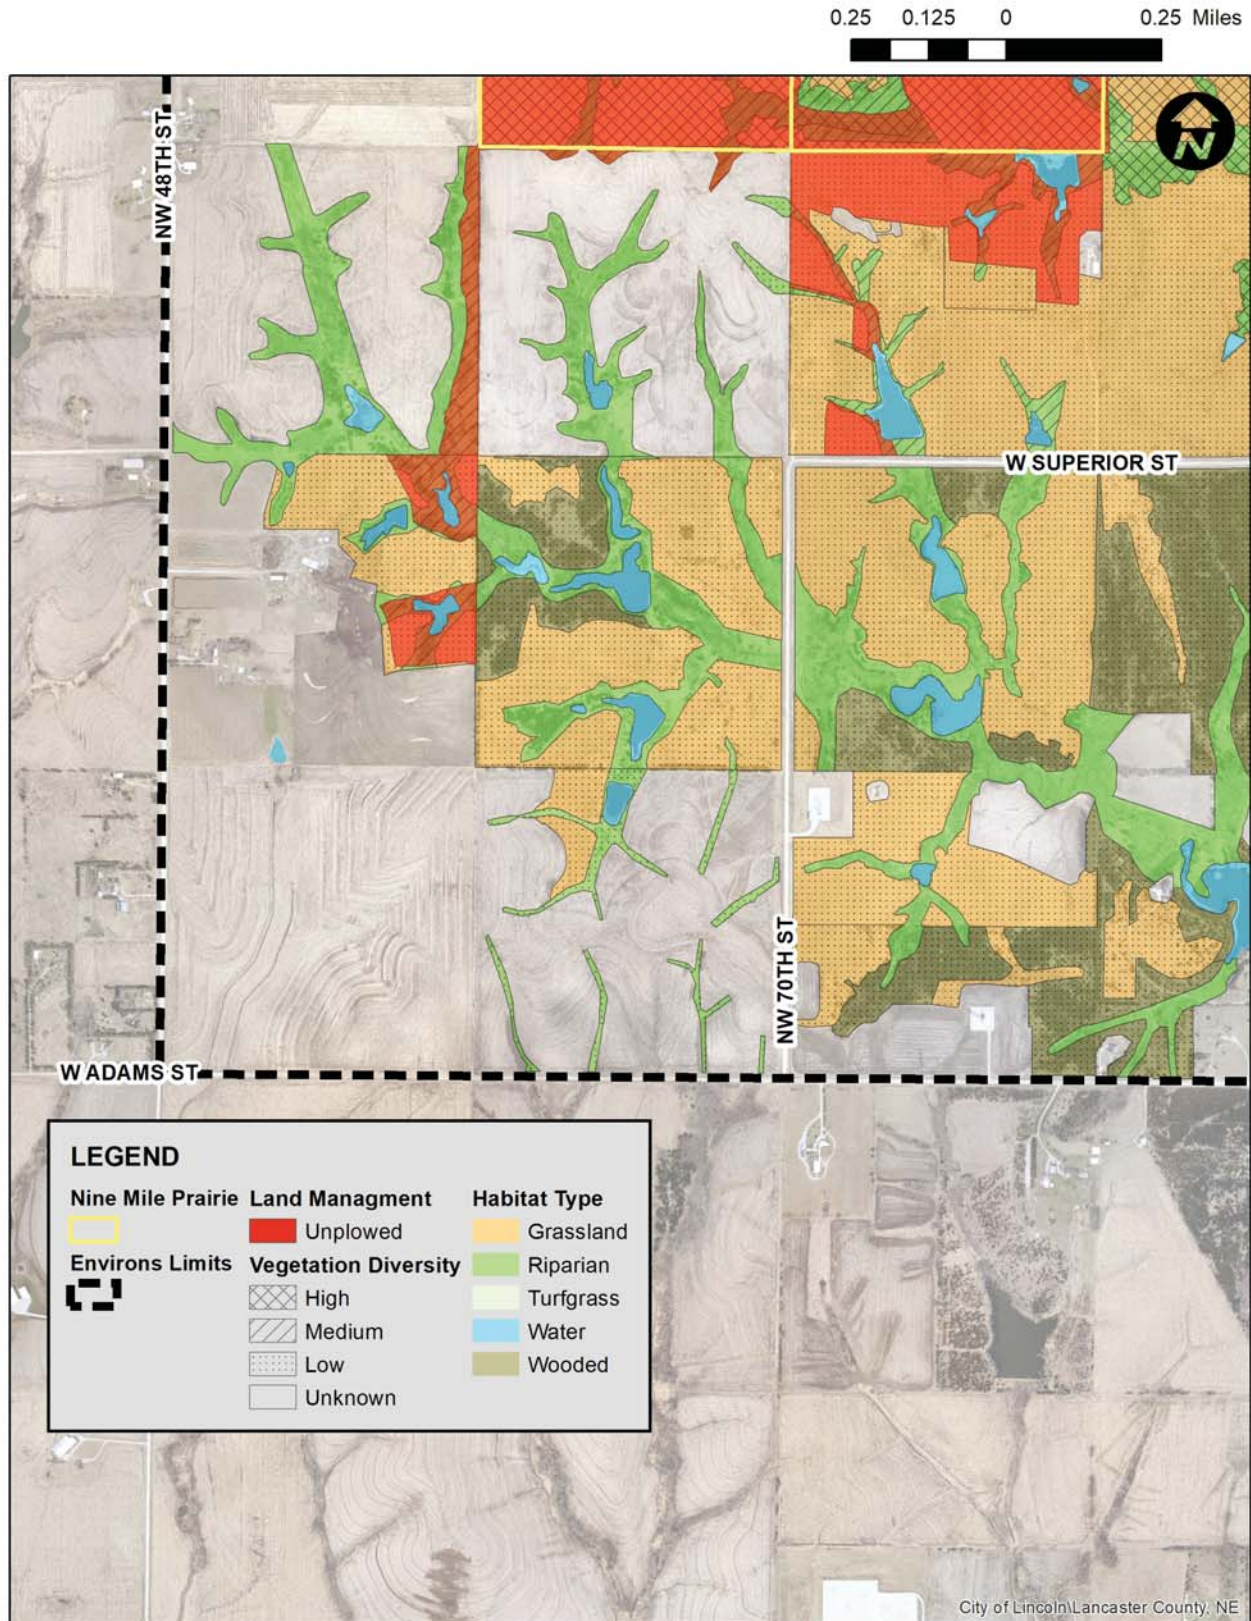 0.25 0.125 0 0.25 Miles
N
NW 48TH ST
W SUPERIOR ST
NW 70TH ST
W ADAMS ST
LEGEND
Nine Mile Prairie
Environs Limits
Land Managment
Unplowed
Vegetation Diversity
High
Medium
Low
Unknown
Habitat Type
Grassland
Riparian
Turfgrass
Water
Wooded
City of Lincoln\Lancaster County, NE